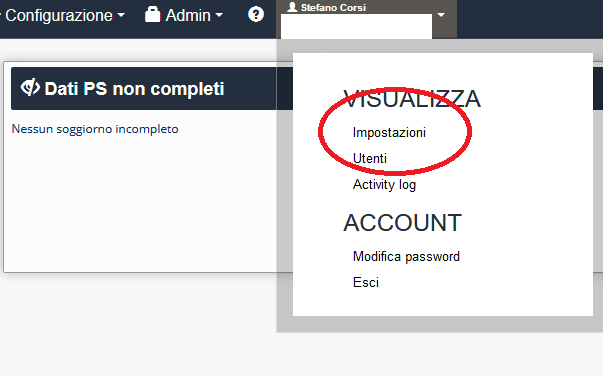 Configurazione Admin Stefano Corsi
Dati PS non completi
Nessun soggiorno incompleto
VISUALIZZA
Impostazioni
Utenti
Activity log
ACCOUNT
Modifica password
Esci